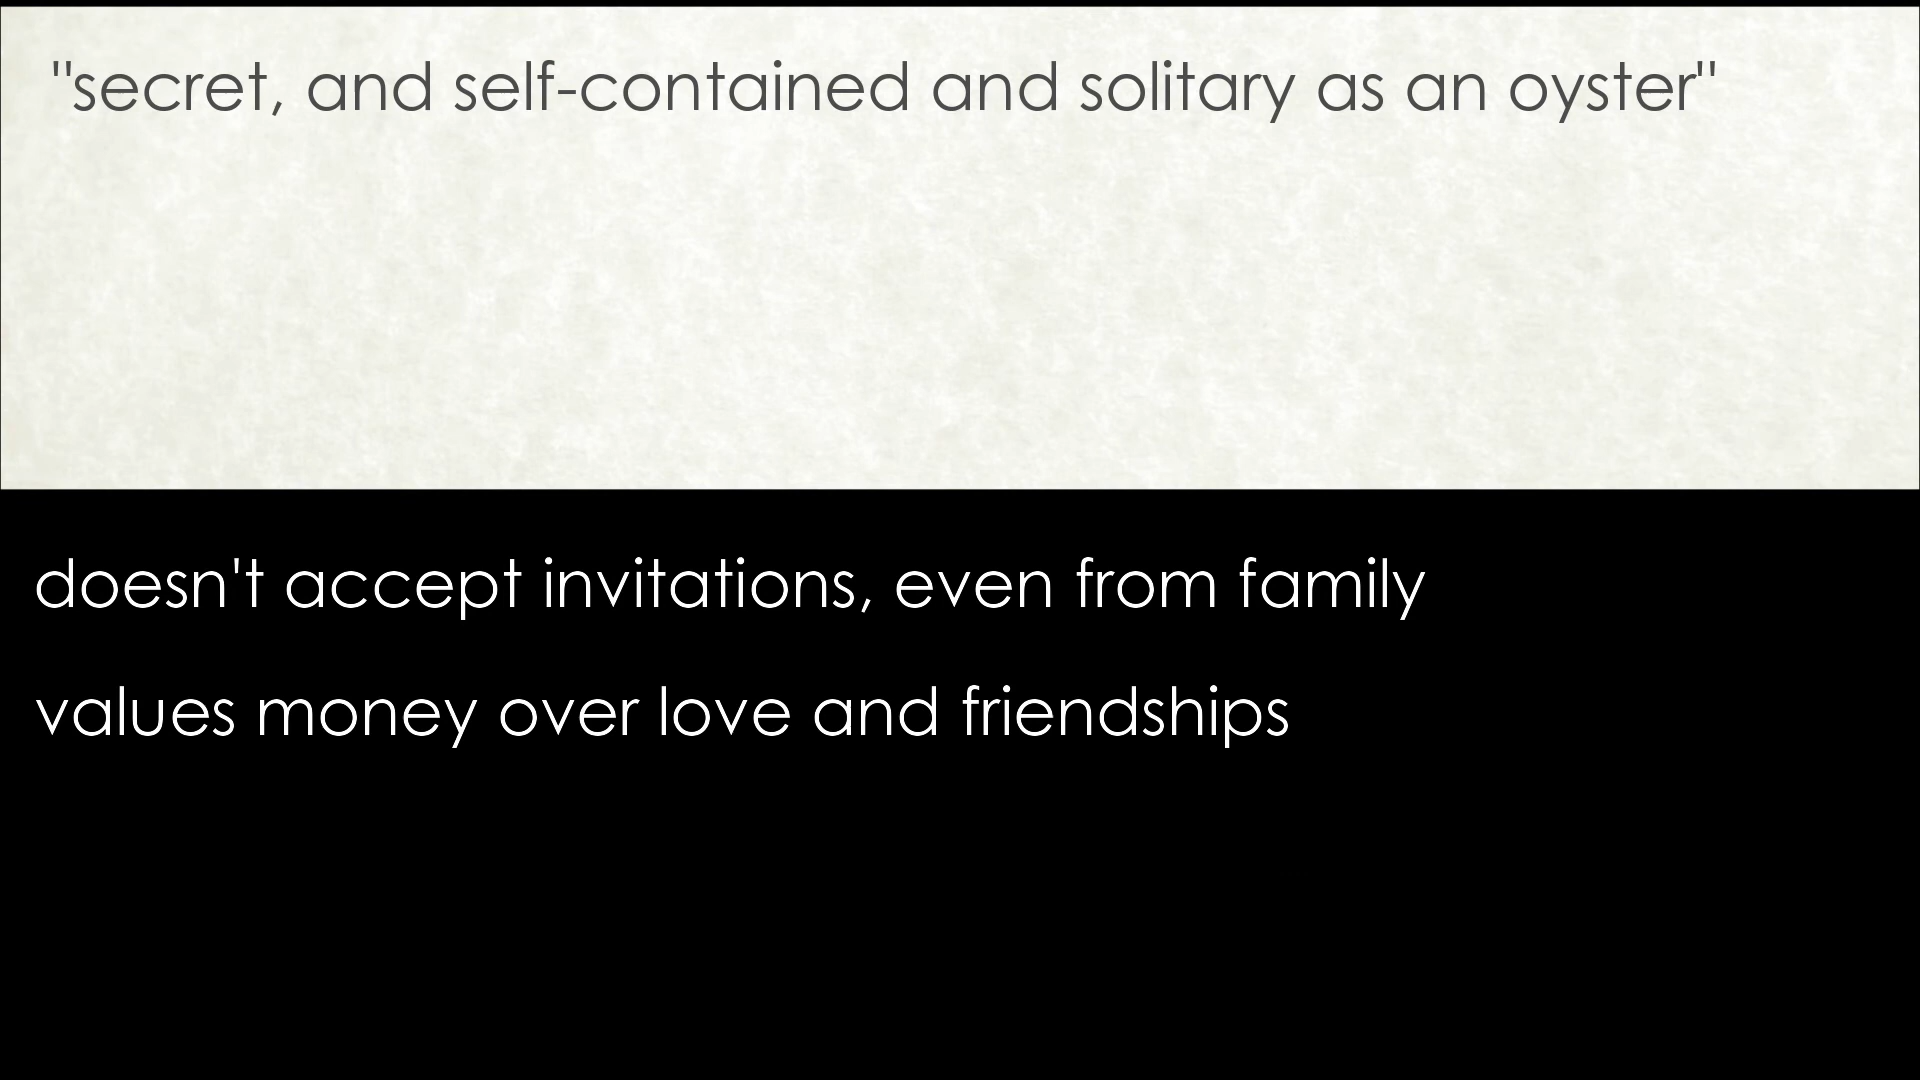 "secret, and self-contained and solitary as an oyster"
doesn't accept invitations, even from family
values money over love and friendships